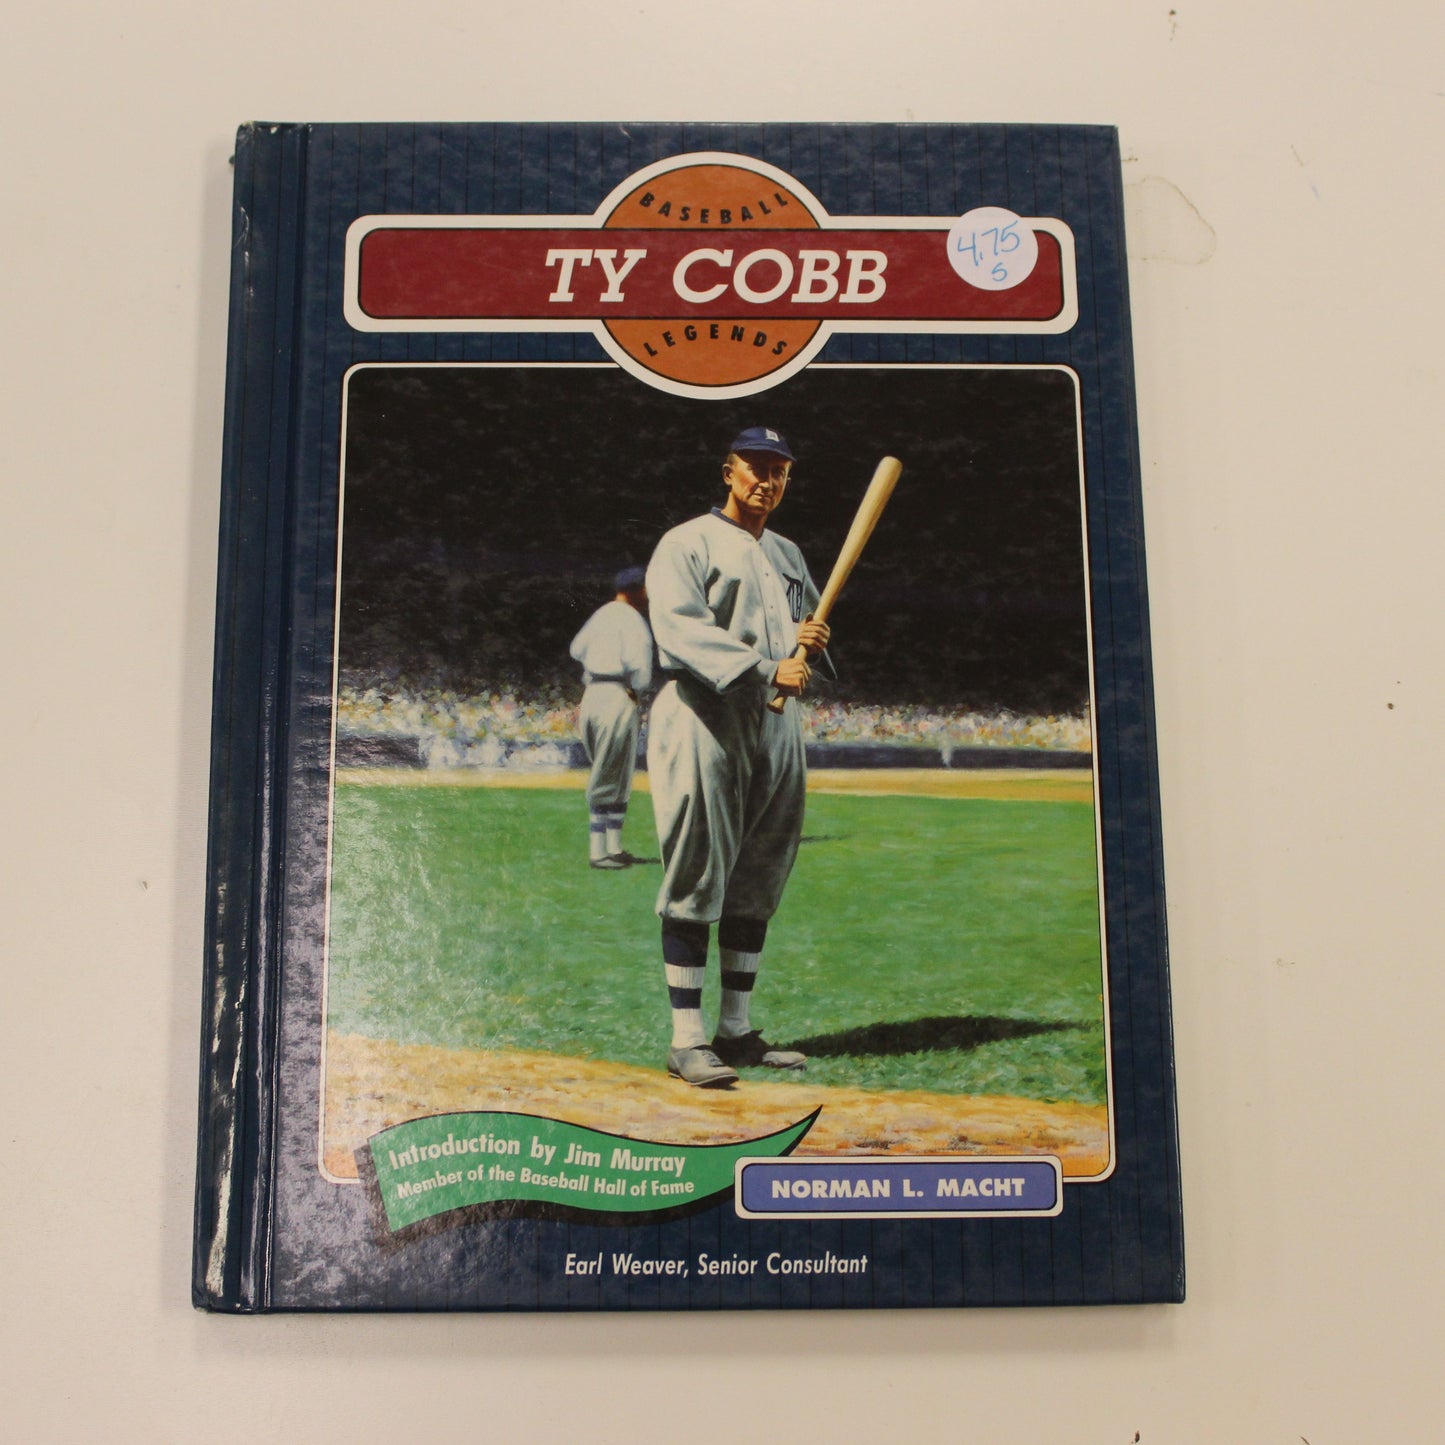 BASEBALL
TY COBB
4.75
S
LEGENDS
D
D
Introduction by Jim Murray
Member of the Baseball Hall of Fame
NORMAN L. MACHT
Earl Weaver, Senior Consultant